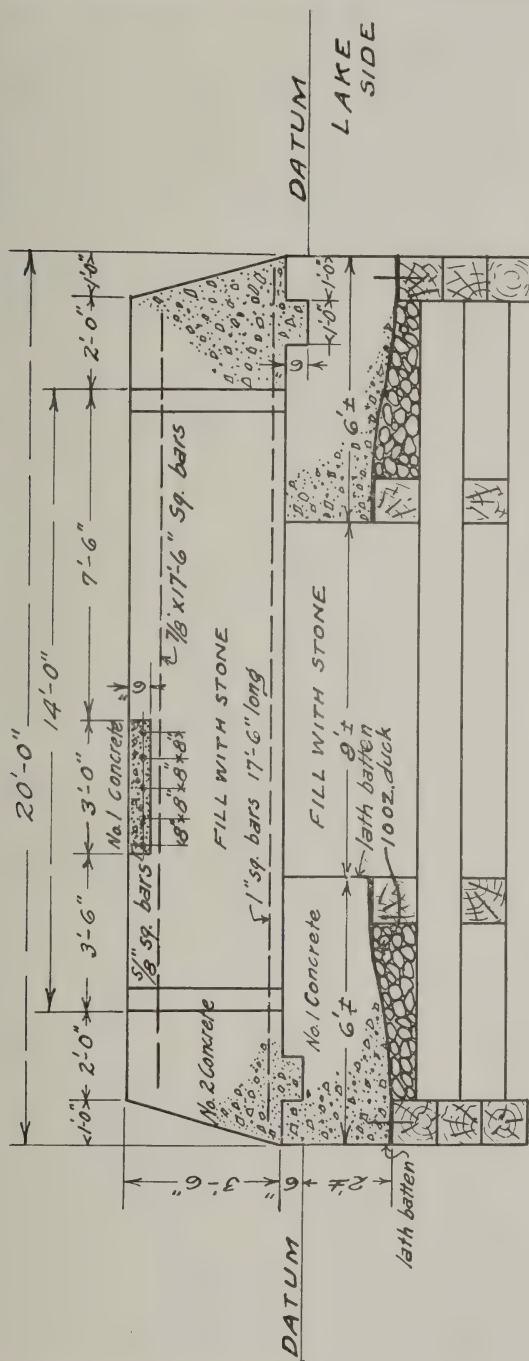 20'-0"
14'-0"
1'-0"
2'-0"
3'-6"
3'-0"
7'-6"
2'-0"
1'-0"
No.1 Concrete
6"
5/8" sq. bars
8" 8" 8" 8"
7/8" x 17'-6" Sq. bars
No.2 Concrete
FILL WITH STONE
1" sq. bars 17'-6" long
3'-6"
6"
2'±
6"
1'-0"
1'-0"
DATUM
DATUM
LAKE
SIDE
No.1 Concrete
6'±
FILL WITH STONE
8'±
6'±
lath batten
10 oz. duck
lath batten